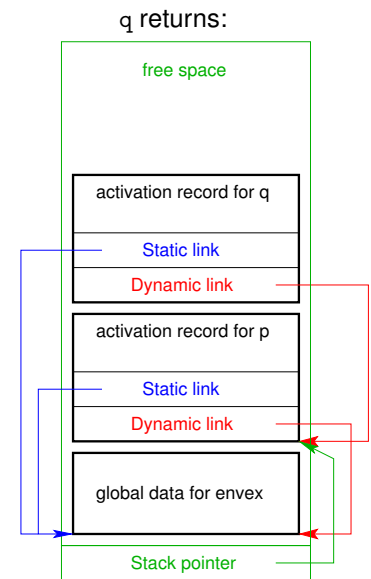 q returns:
free space
activation record for q
Static link
Dynamic link
activation record for p
Static link
Dynamic link
global data for envex
Stack pointer